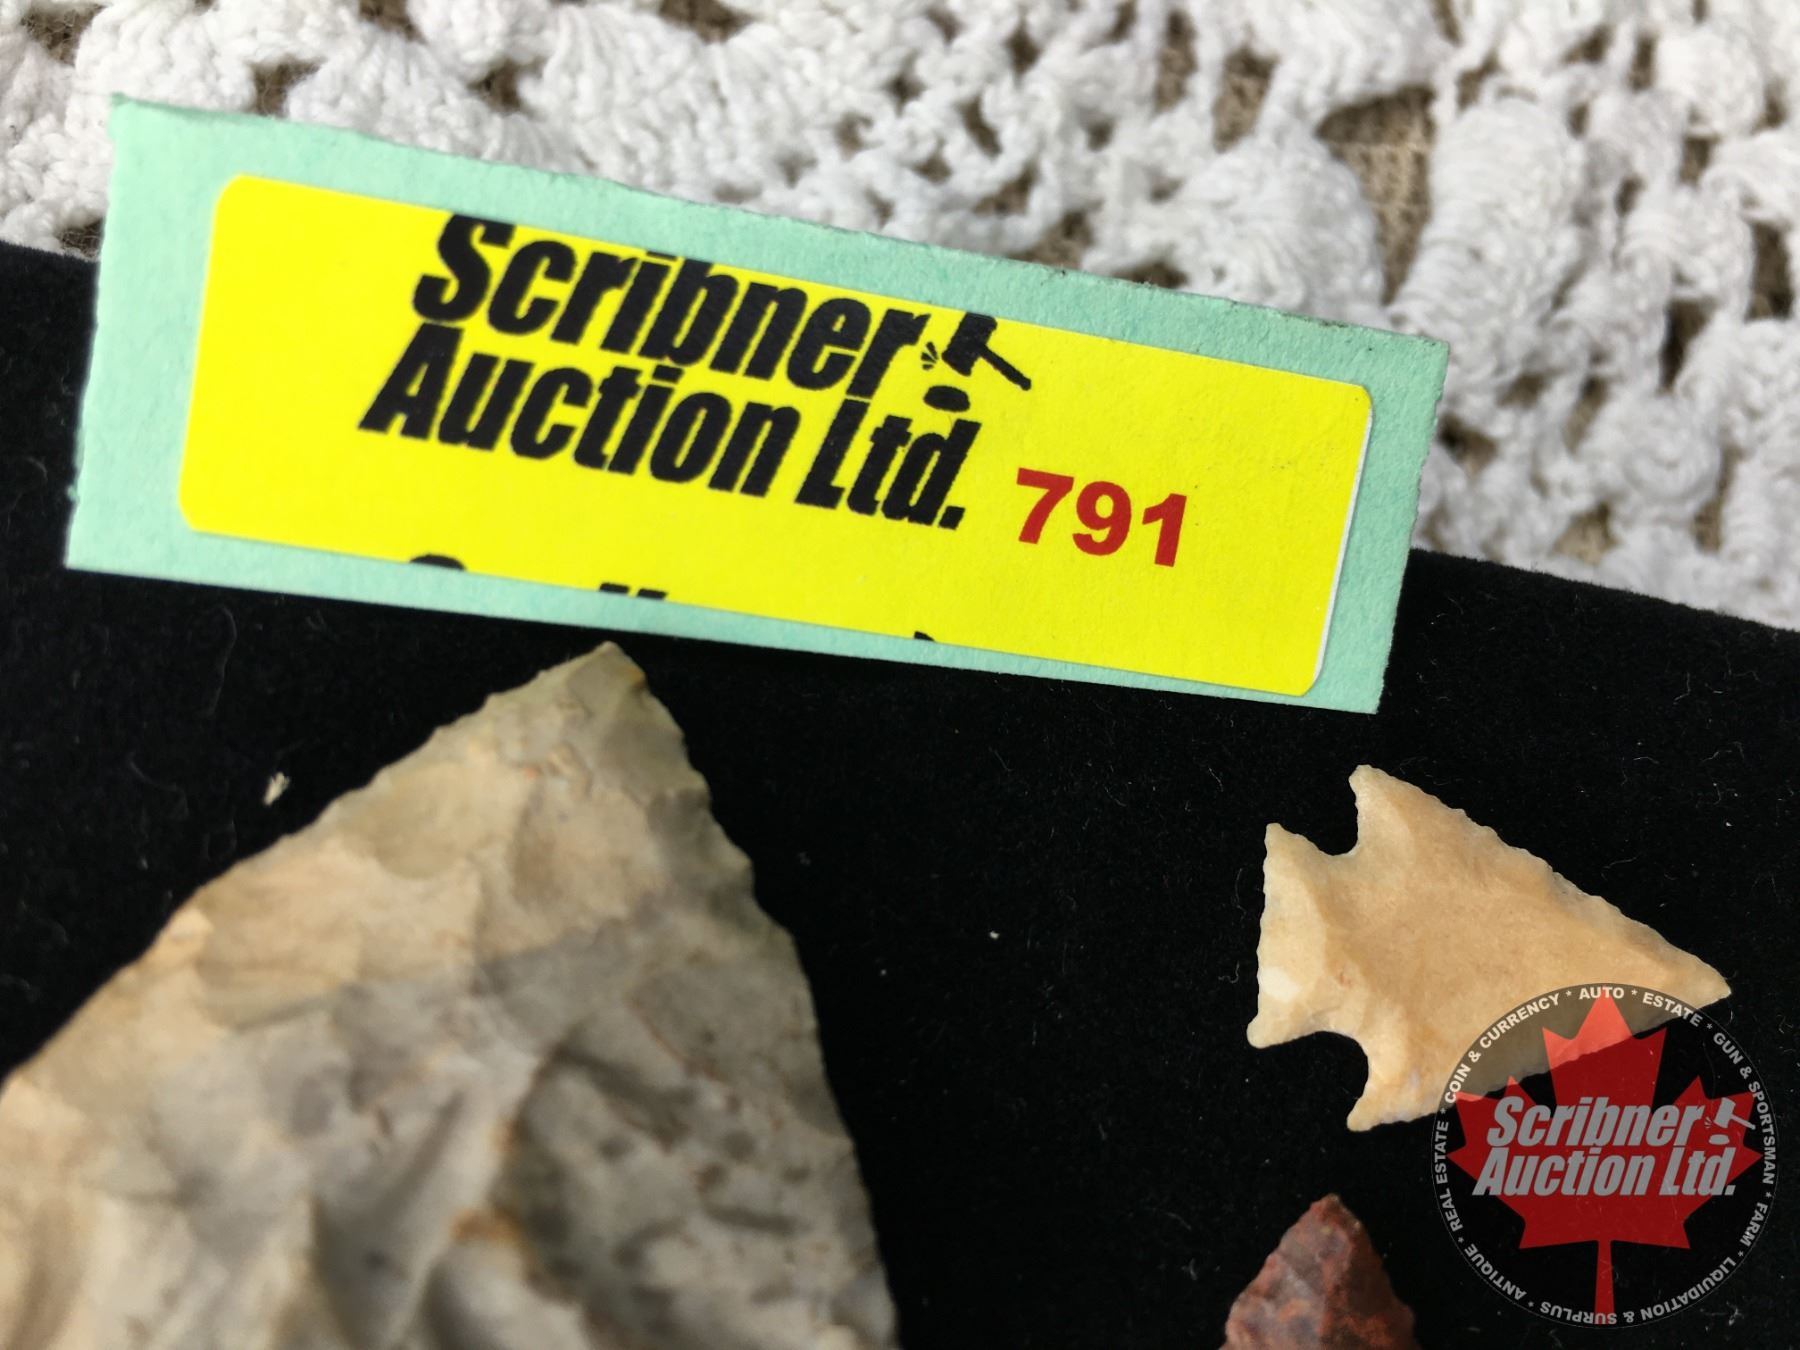 Scribner
Auction Ltd. 791
COIN & CURRENCY * AUTO * ESTATE * GUN & SPORTSMAN * FARM * LIQUIDATION & SURPLUS * ANTIQUE * REAL ESTATE *
Scribner
Auction Ltd.